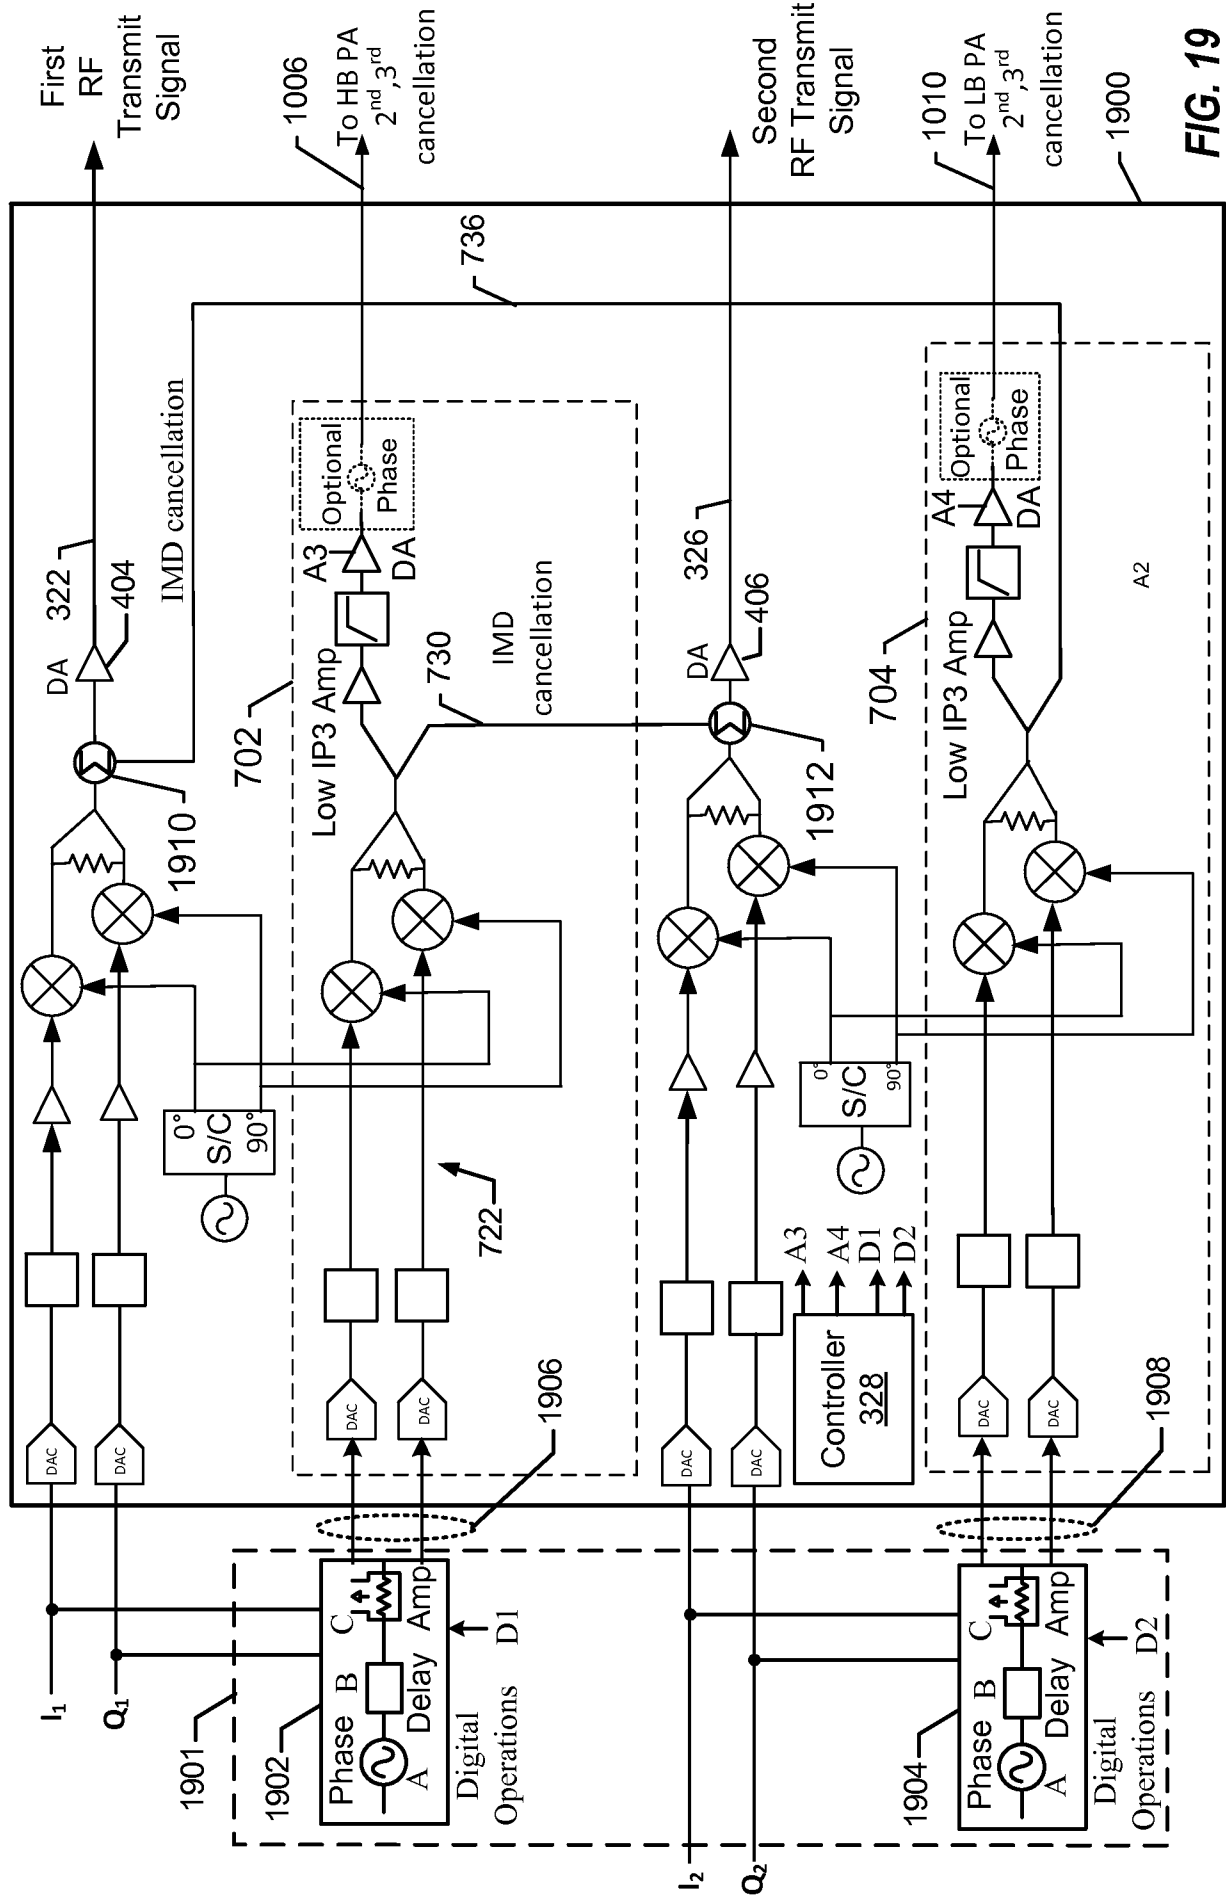 First
RF
Transmit
Signal
322
DA
404
IMD cancellation
1910
0°
S/C
90°
DAC
DAC
I1
Q1
1006
To HB PA
2nd ,3rd
cancellation
736
702
Low IP3 Amp
A3
DA
Optional
Phase
730
IMD
cancellation
722
DAC
DAC
1906
1901
1902
Phase
A
B
Delay
C
Amp
D1
Digital
Operations
Second
RF Transmit
Signal
326
DA
406
1912
0°
S/C
90°
DAC
DAC
I2
Q2
Controller
328
A3
A4
D1
D2
1010
To LB PA
2nd ,3rd
cancellation
704
Low IP3 Amp
A4
DA
Optional
Phase
A2
DAC
DAC
1908
1904
Phase
A
B
Delay
C
Amp
D2
Digital
Operations
1900
FIG. 19